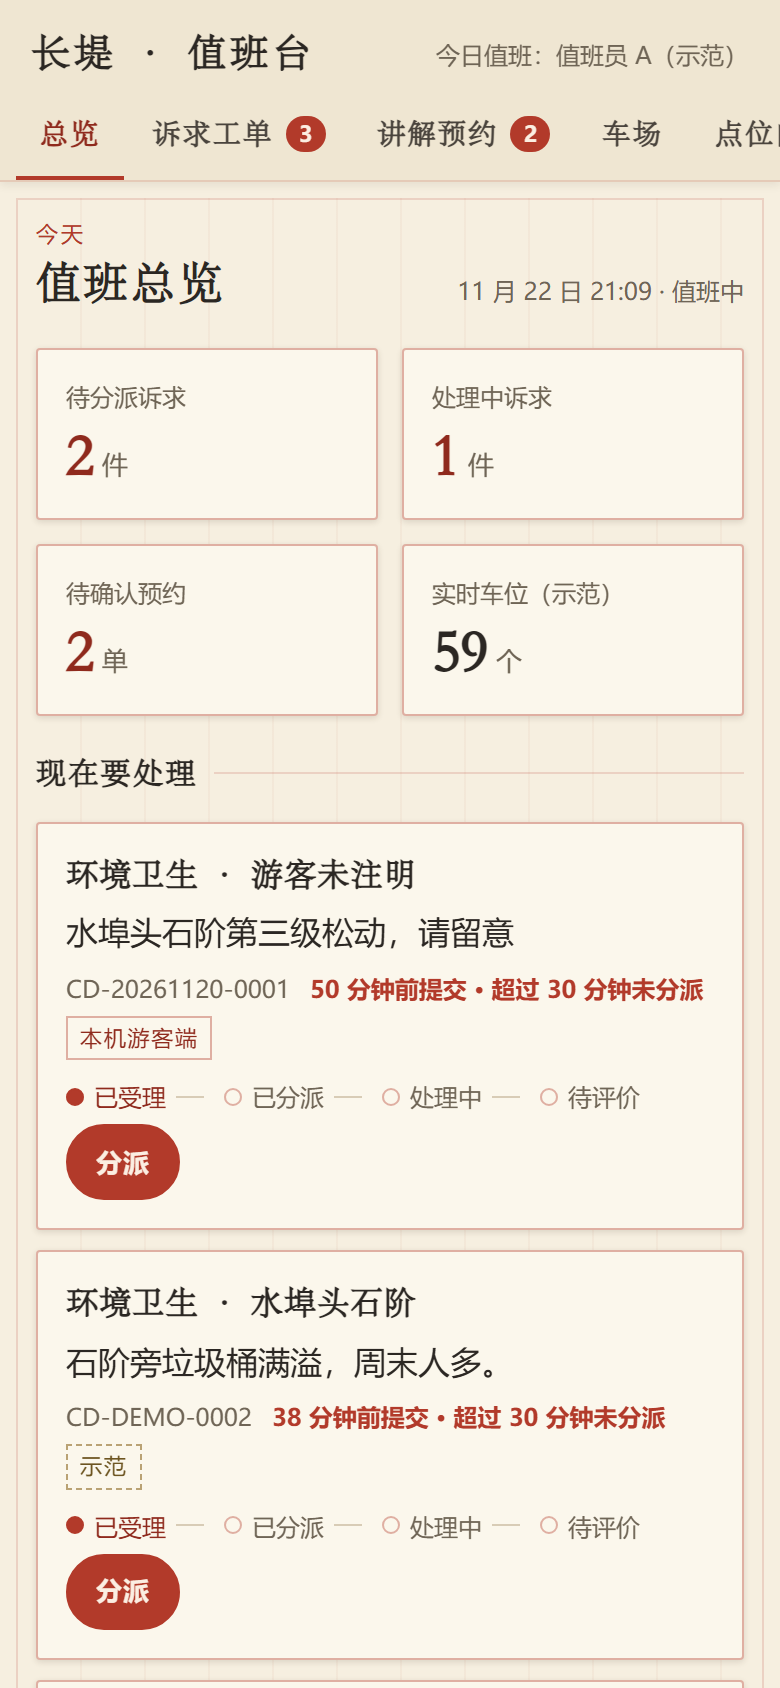 长堤 · 值班台
今日值班：值班员 A（示范）
总览 诉求工单 3 讲解预约 2 车场 点位
今天
值班总览
11 月 22 日 21:09 · 值班中
待分派诉求
2 件
处理中诉求
1 件
待确认预约
2 单
实时车位（示范）
59 个
现在要处理
环境卫生 · 游客未注明
水埠头石阶第三级松动，请留意
CD-20261120-0001 50 分钟前提交 • 超过 30 分钟未分派
本机游客端
已受理 已分派 处理中 待评价
分派
环境卫生 · 水埠头石阶
石阶旁垃圾桶满溢，周末人多。
CD-DEMO-0002 38 分钟前提交 • 超过 30 分钟未分派
示范
已受理 已分派 处理中 待评价
分派